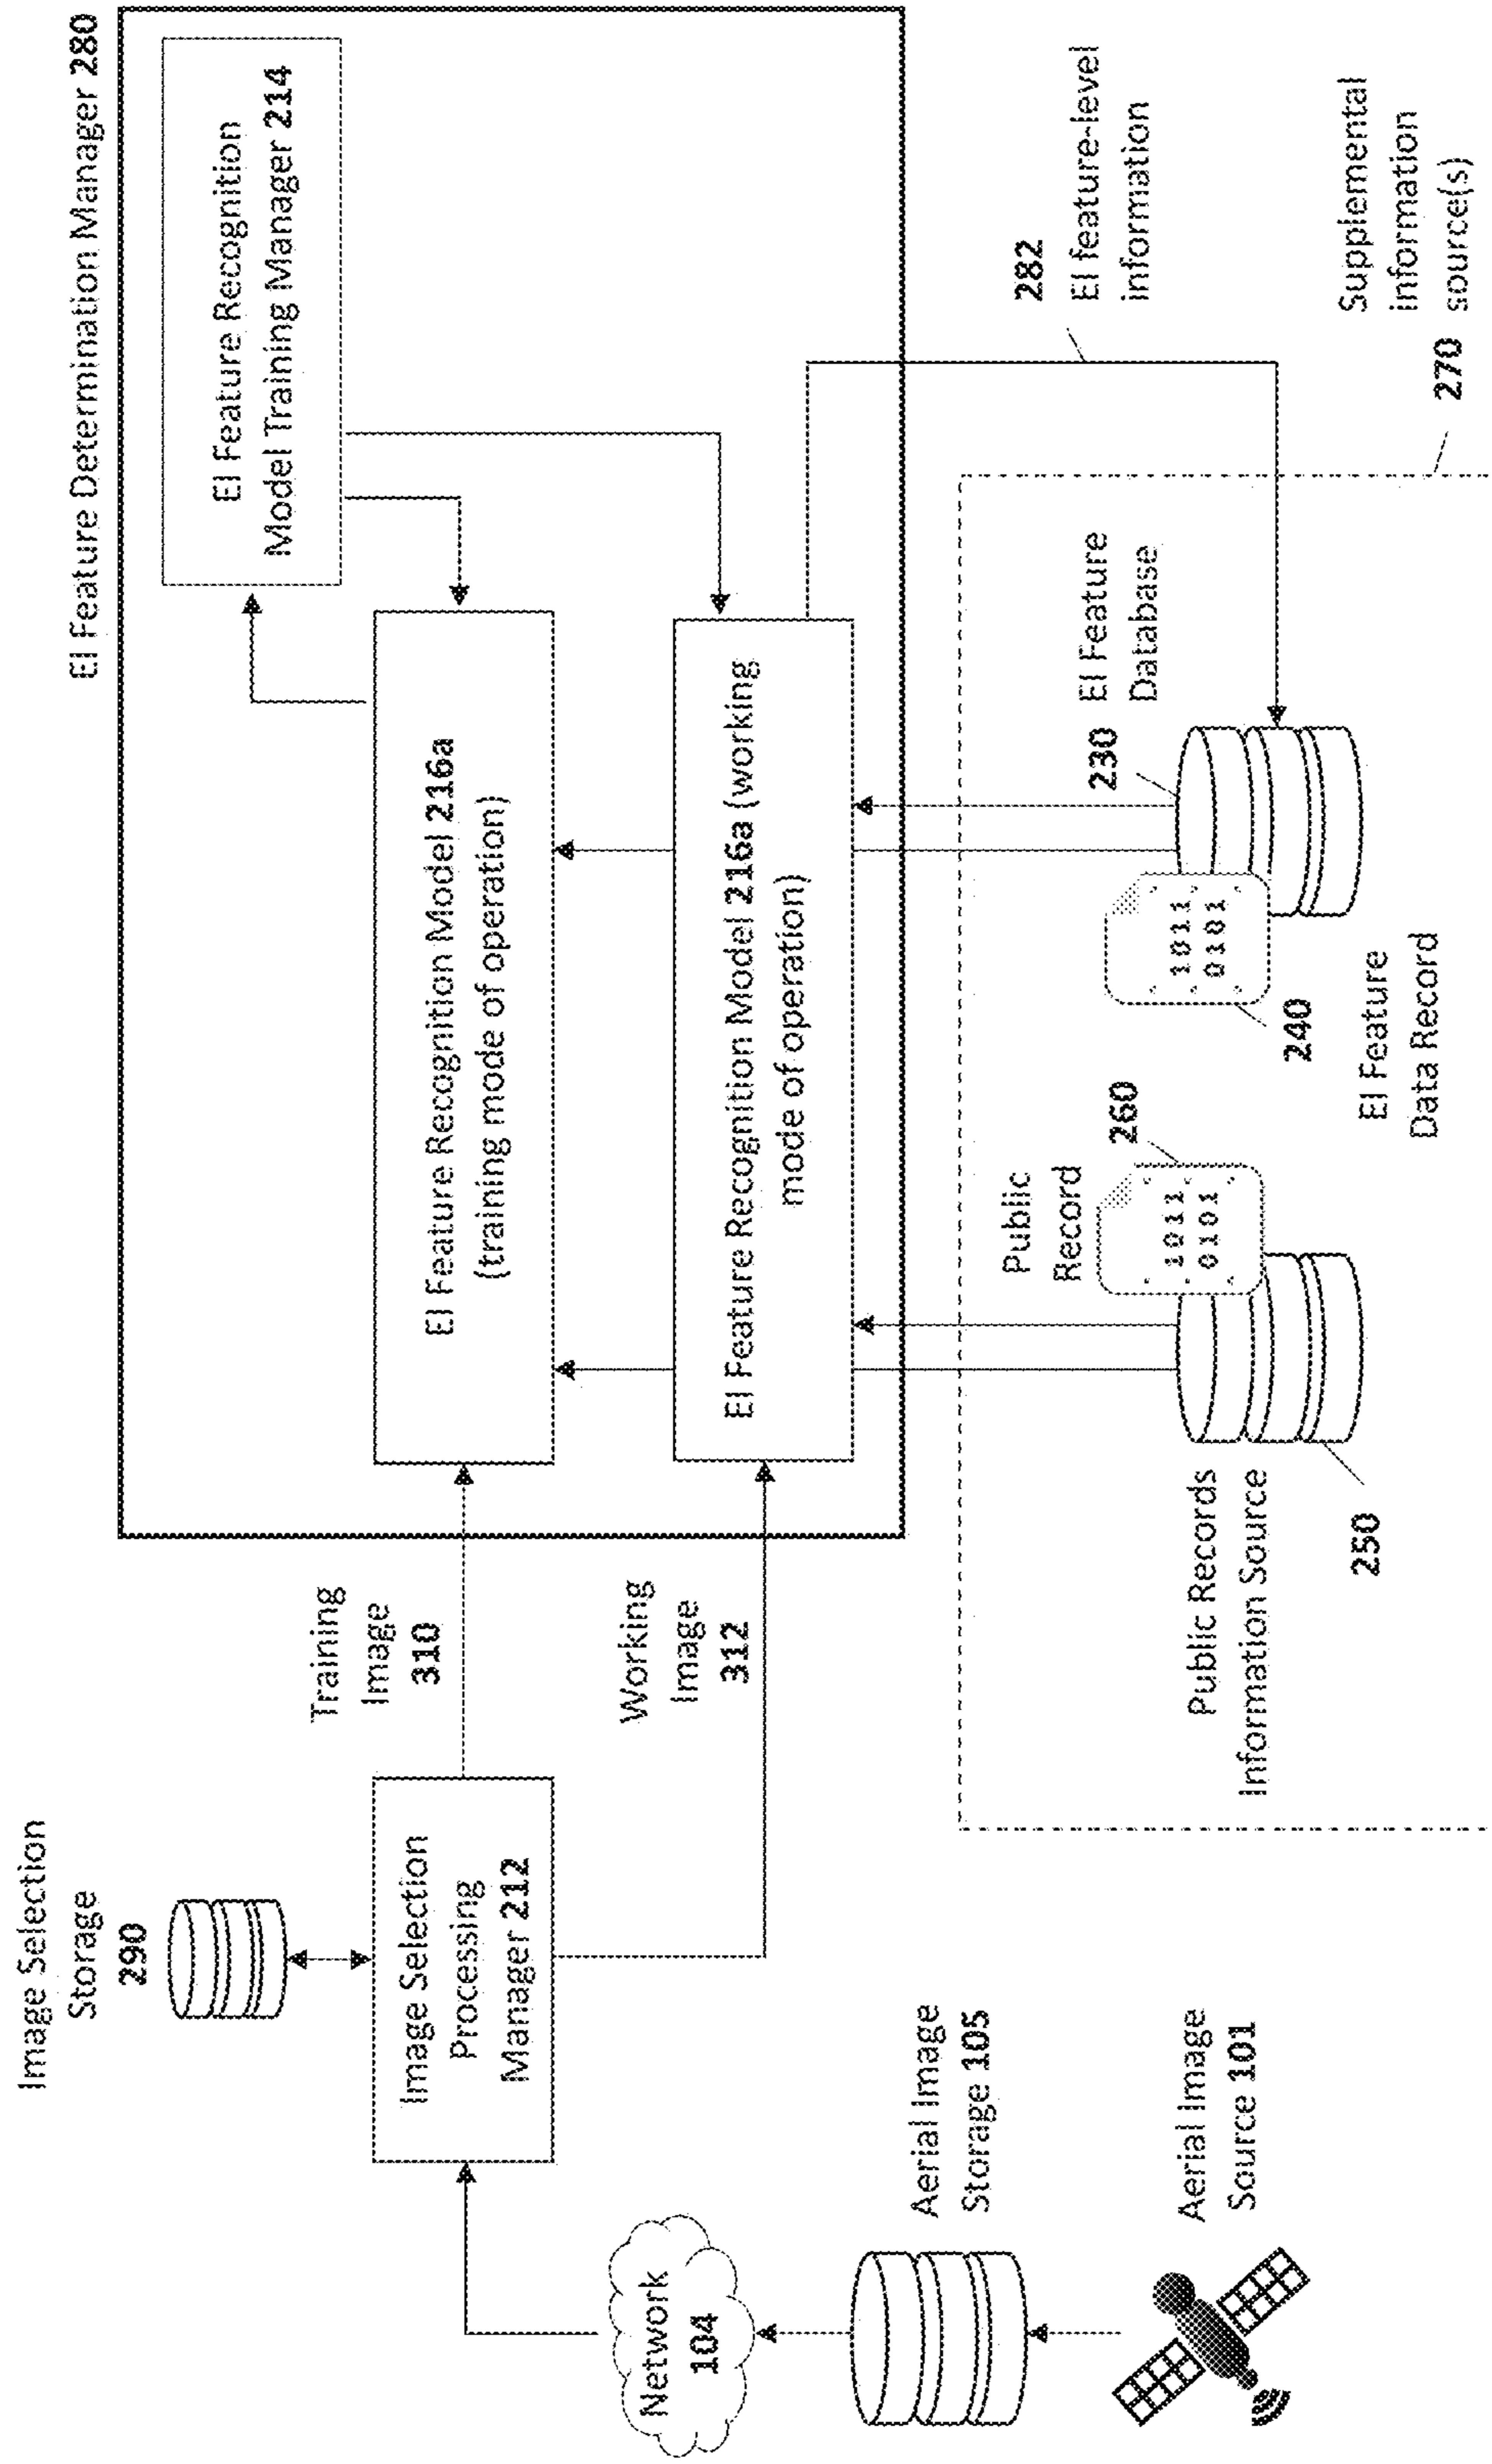 EI Feature Determination Manager 280
Image Selection
Storage
290
Image Selection
Processing
Manager 212
Network
104
Aerial Image
Storage 105
Aerial Image
Source 101
Training
Image
310
Working
Image
312
EI Feature Recognition
Model Training Manager 214
EI Feature Recognition Model 216a
(training mode of operation)
EI Feature Recognition Model 216a (working
mode of operation)
282
EI feature-level
information
Public Records
Information Source
250
Public
Record
260
1011
0101
230 EI Feature
Database
1011
0101
240
EI Feature
Data Record
270 Supplemental
information
source(s)